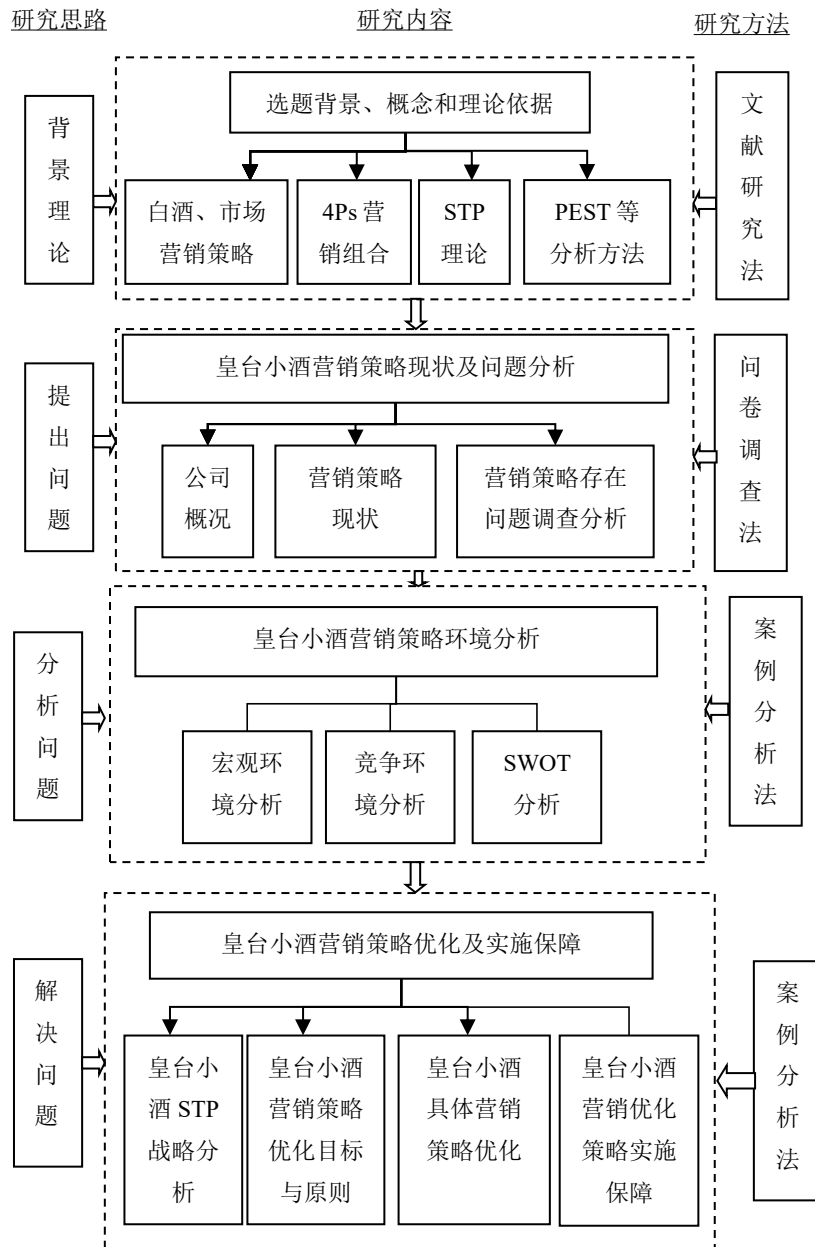 研究思路
研究内容
研究方法
选题背景、概念和理论依据
背
景
理
论
文
献
研
究
法
白酒、市场
营销策略
4Ps 营
销组合
STP
理论
PEST 等
分析方法
皇台小酒营销策略现状及问题分析
提
出
问
题
问
卷
调
查
法
公司
概况
营销策略
现状
营销策略存在
问题调查分析
皇台小酒营销策略环境分析
分
析
问
题
案
例
分
析
法
宏观环
境分析
竞争环
境分析
SWOT
分析
皇台小酒营销策略优化及实施保障
解
决
问
题
案
例
分
析
法
皇台小
酒 STP
战略分
析
皇台小酒
营销策略
优化目标
与原则
皇台小酒
具体营销
策略优化
皇台小酒
营销优化
策略实施
保障